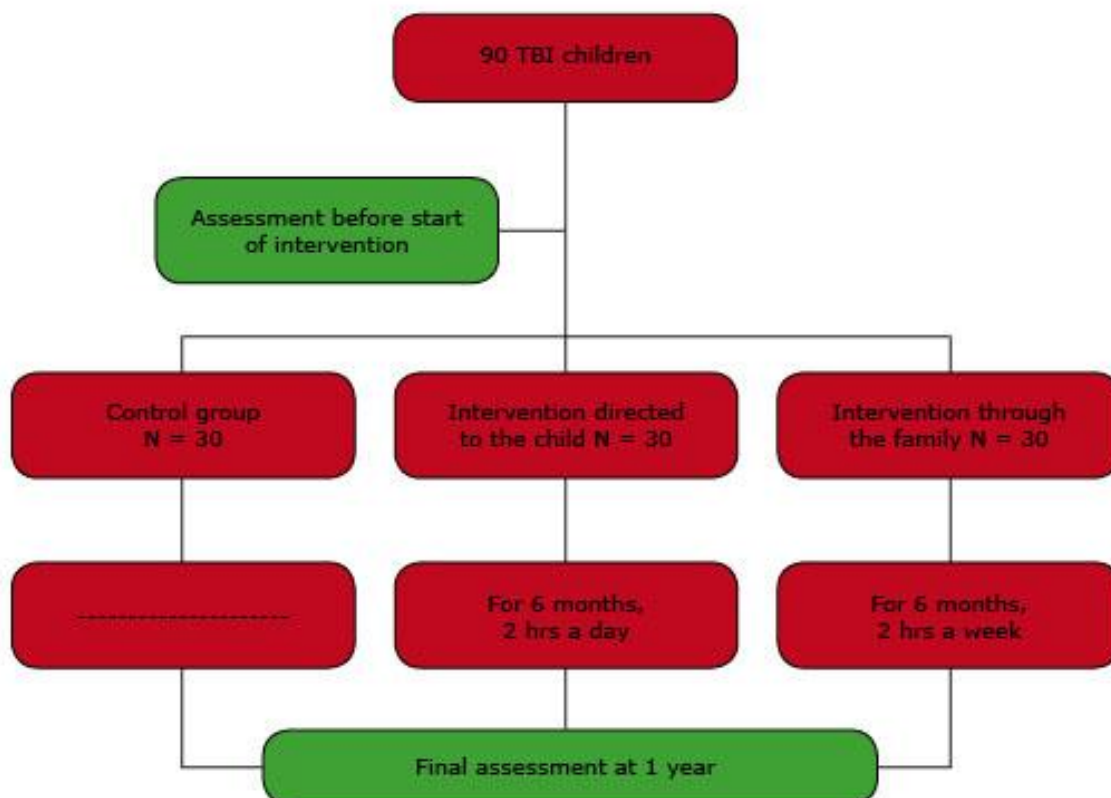 90 TBI children
Assessment before start
of intervention
Control group
N = 30
Intervention directed
to the child N = 30
Intervention through
the family N = 30
---------------------
For 6 months,
2 hrs a day
For 6 months,
2 hrs a week
Final assessment at 1 year